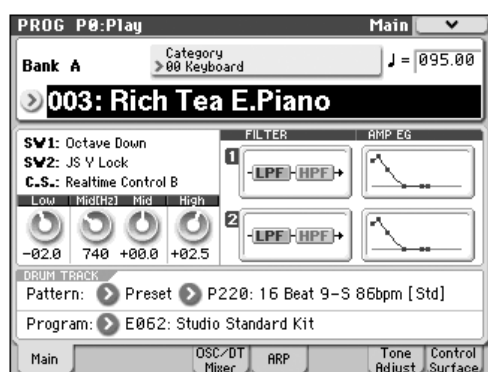 PROG P0:Play Main
Bank A
Category
00 Keyboard
♩ = 095.00
003: Rich Tea E.Piano
SW1: Octave Down
SW2: JS Y Lock
C.S.: Realtime Control B
Low Mid[Hz] Mid High
-02.0 740 +00.0 +02.5
FILTER AMP EG
1 LPF HPF
2 LPF HPF
DRUM TRACK
Pattern: Preset P220: 16 Beat 9-S 86bpm [Std]
Program: E062: Studio Standard Kit
Main OSC/DT Mixer ARP Tone Adjust Control Surface